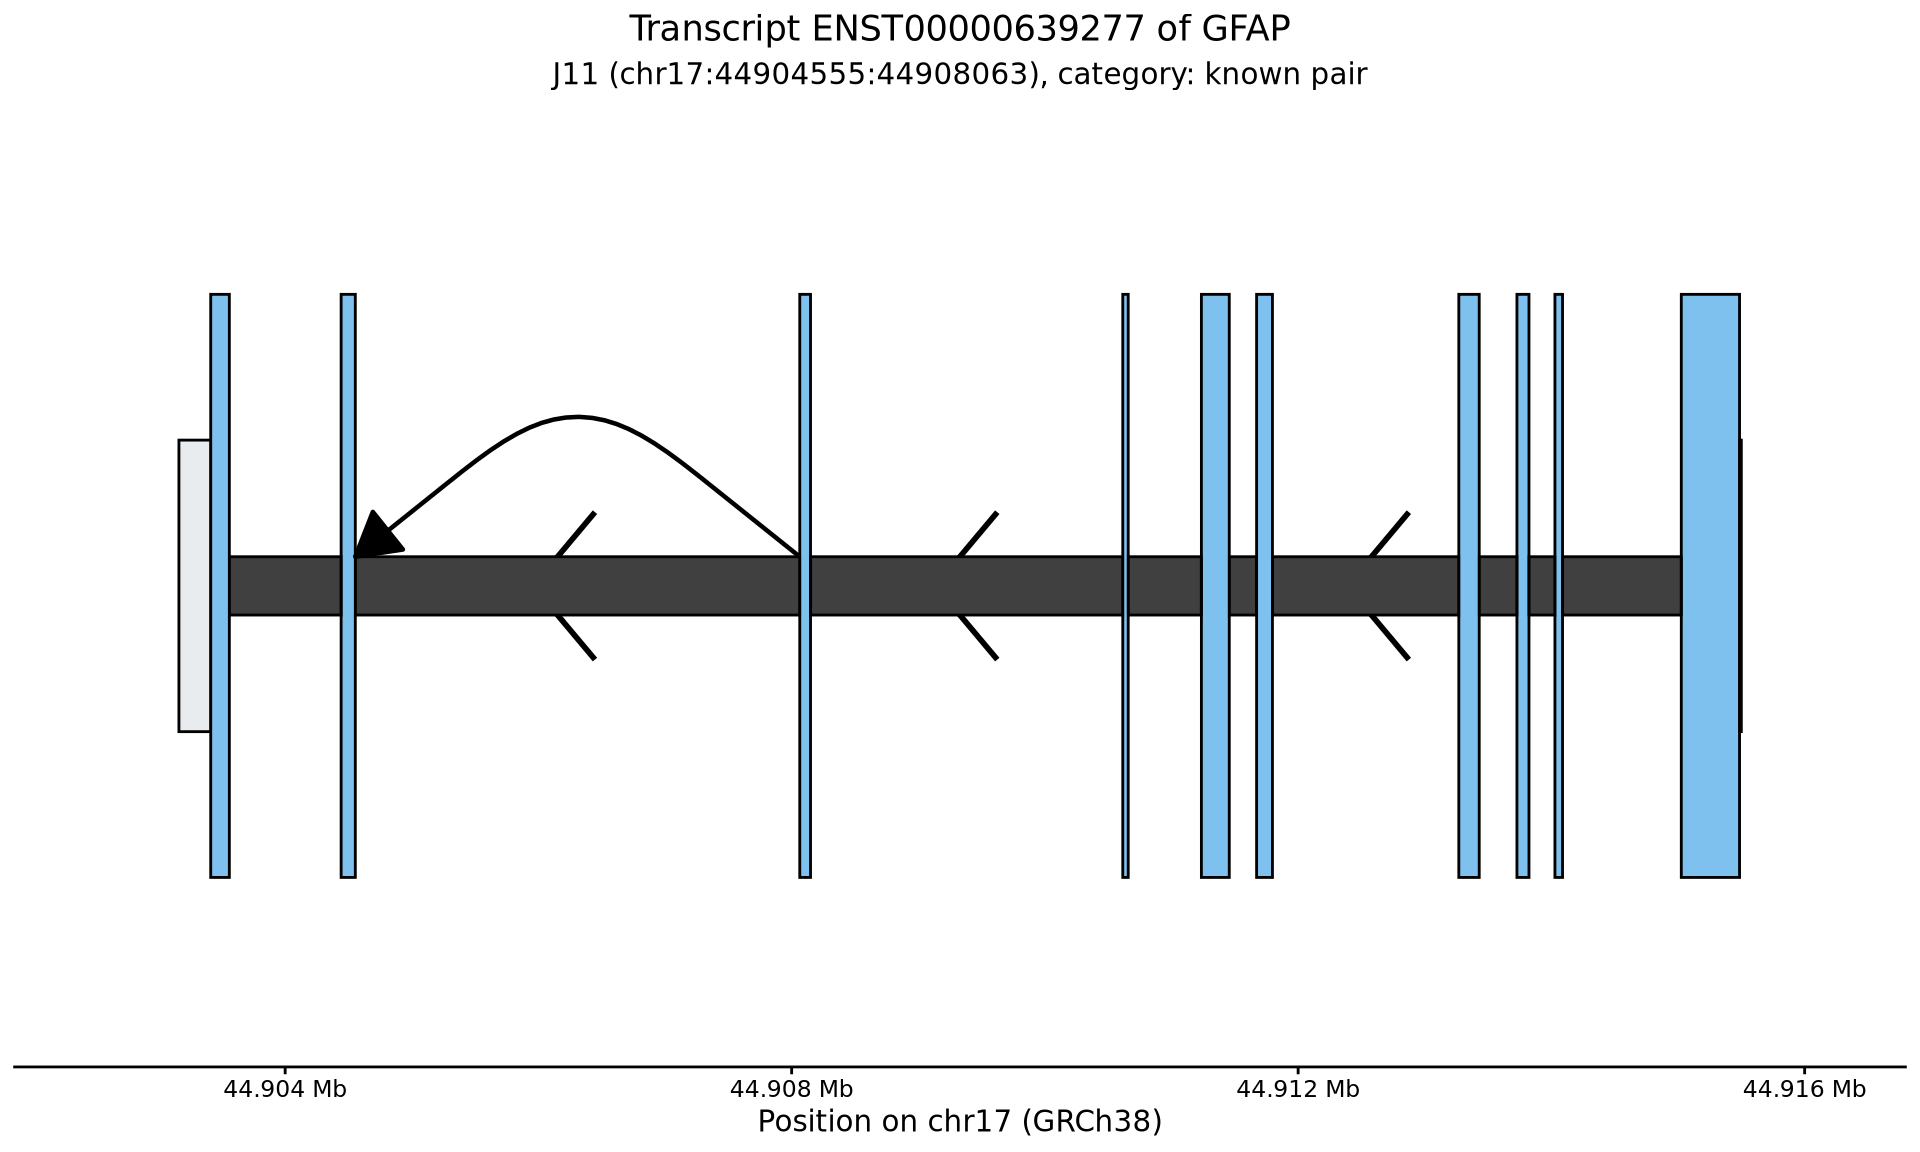 Transcript ENST00000639277 of GFAP
J11 (chr17:44904555:44908063), category: known pair
44.904 Mb
44.908 Mb
44.912 Mb
44.916 Mb
Position on chr17 (GRCh38)